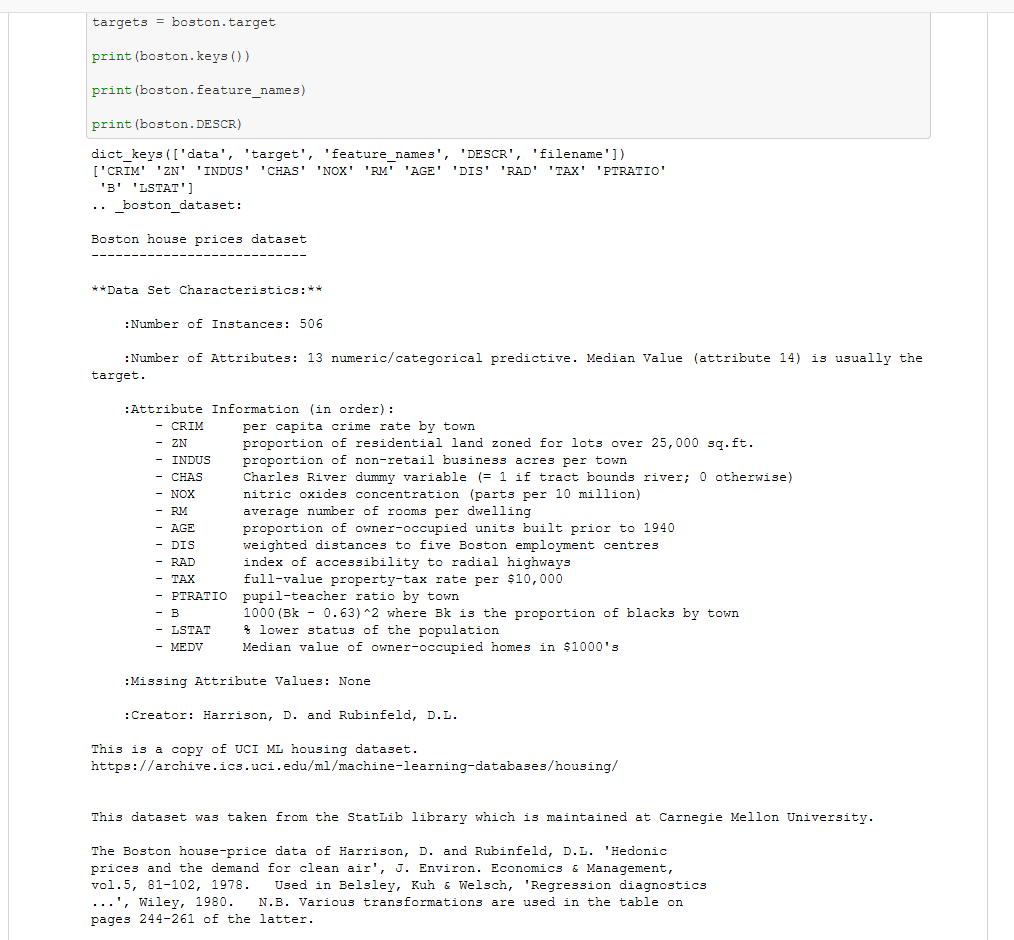 targets = boston.target
print(boston.keys())
print(boston.feature_names)
print(boston.DESCR)
dict_keys(['data', 'target', 'feature_names', 'DESCR', 'filename'])
['CRIM' 'ZN' 'INDUS' 'CHAS' 'NOX' 'RM' 'AGE' 'DIS' 'RAD' 'TAX' 'PTRATIO'
 'B' 'LSTAT']
.. _boston_dataset:
Boston house prices dataset
---------------------------
**Data Set Characteristics:**
    :Number of Instances: 506
    :Number of Attributes: 13 numeric/categorical predictive. Median Value (attribute 14) is usually the
target.
    :Attribute Information (in order):
        - CRIM     per capita crime rate by town
        - ZN       proportion of residential land zoned for lots over 25,000 sq.ft.
        - INDUS    proportion of non-retail business acres per town
        - CHAS     Charles River dummy variable (= 1 if tract bounds river; 0 otherwise)
        - NOX      nitric oxides concentration (parts per 10 million)
        - RM       average number of rooms per dwelling
        - AGE      proportion of owner-occupied units built prior to 1940
        - DIS      weighted distances to five Boston employment centres
        - RAD      index of accessibility to radial highways
        - TAX      full-value property-tax rate per $10,000
        - PTRATIO  pupil-teacher ratio by town
        - B        1000(Bk - 0.63)^2 where Bk is the proportion of blacks by town
        - LSTAT    % lower status of the population
        - MEDV     Median value of owner-occupied homes in $1000's
    :Missing Attribute Values: None
    :Creator: Harrison, D. and Rubinfeld, D.L.
This is a copy of UCI ML housing dataset.
https://archive.ics.uci.edu/ml/machine-learning-databases/housing/
This dataset was taken from the StatLib library which is maintained at Carnegie Mellon University.
The Boston house-price data of Harrison, D. and Rubinfeld, D.L. 'Hedonic
prices and the demand for clean air', J. Environ. Economics & Management,
vol.5, 81-102, 1978.   Used in Belsley, Kuh & Welsch, 'Regression diagnostics
...', Wiley, 1980.   N.B. Various transformations are used in the table on
pages 244-261 of the latter.